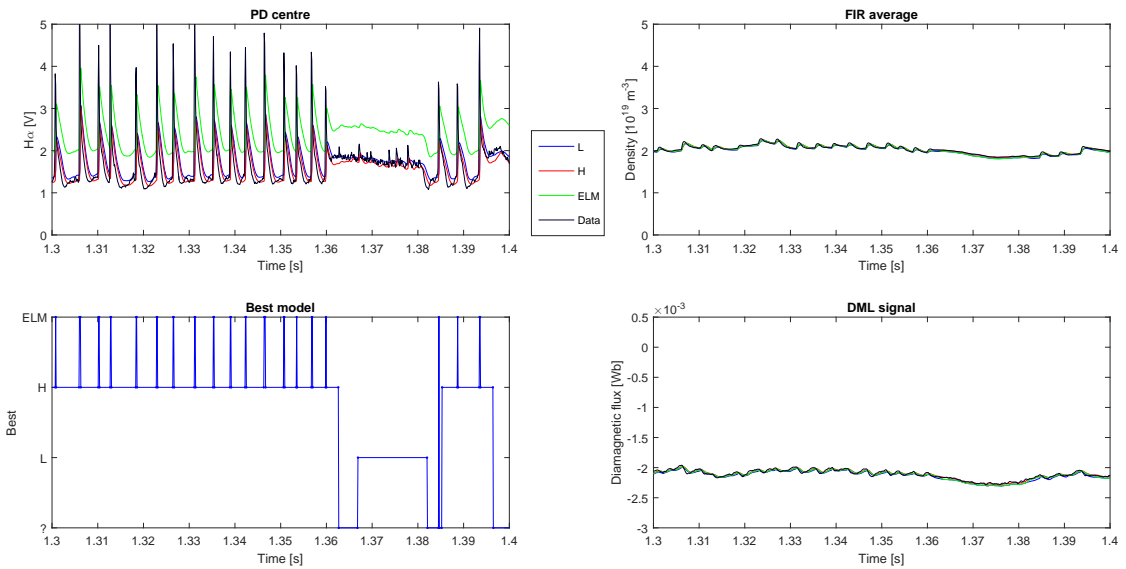 PD centre
5
4
3
2
1
0
Hα [V]
1.3 1.31 1.32 1.33 1.34 1.35 1.36 1.37 1.38 1.39 1.4
Time [s]
L
H
ELM
Data
FIR average
5
4
3
2
1
0
Density [10^19 m^-3]
1.3 1.31 1.32 1.33 1.34 1.35 1.36 1.37 1.38 1.39 1.4
Time [s]
Best model
ELM
H
L
?
Best
1.3 1.31 1.32 1.33 1.34 1.35 1.36 1.37 1.38 1.39 1.4
Time [s]
DML signal
×10^-3
0.5
0
-0.5
-1
-1.5
-2
-2.5
-3
Diamagnetic flux [Wb]
1.3 1.31 1.32 1.33 1.34 1.35 1.36 1.37 1.38 1.39 1.4
Time [s]